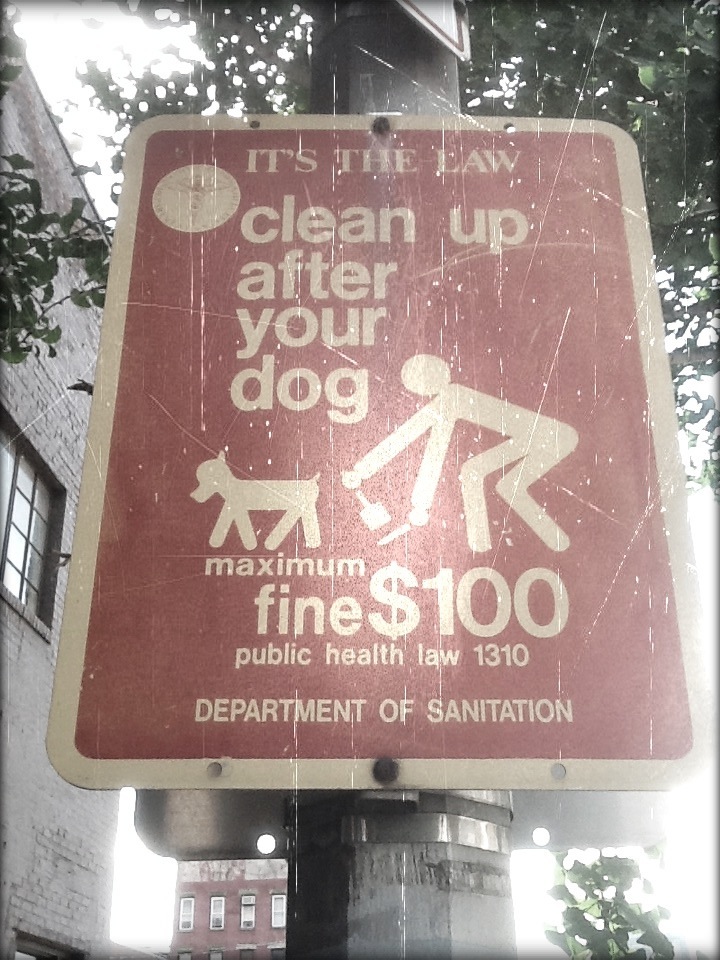 IT'S THE LAW
clean up
after
your
dog
maximum
fine $100
public health law 1310
DEPARTMENT OF SANITATION